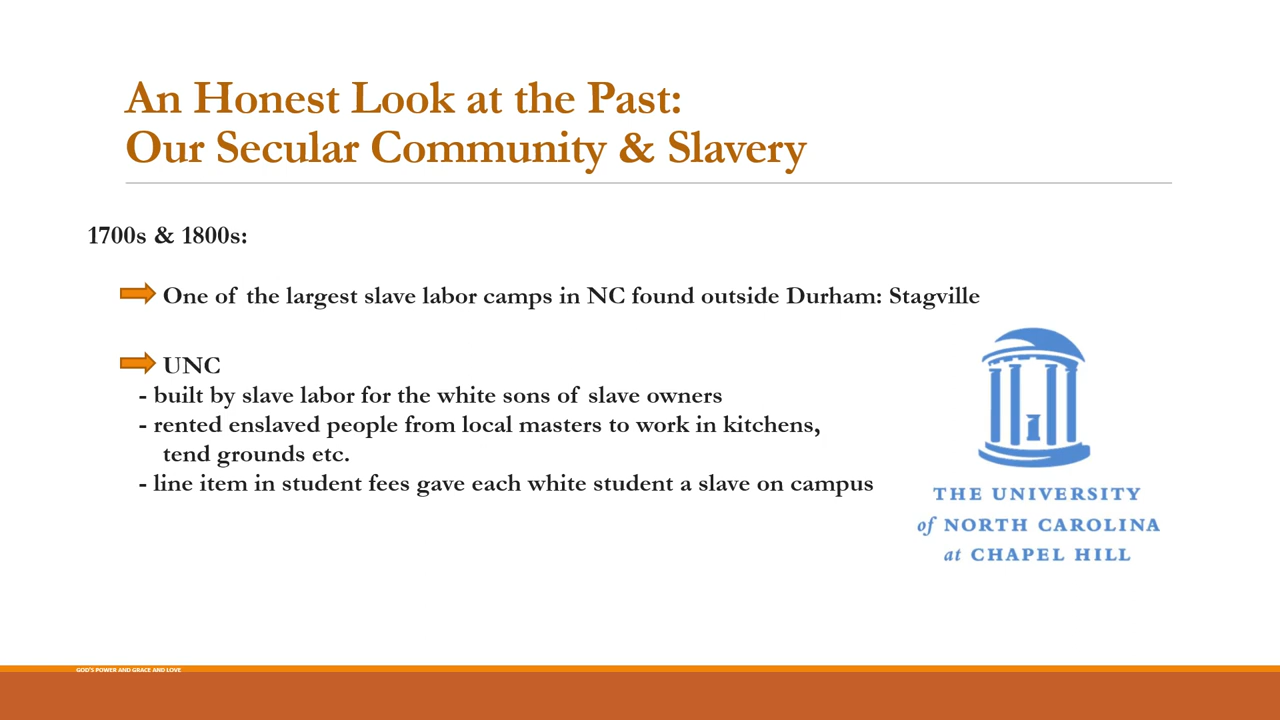 An Honest Look at the Past:
Our Secular Community & Slavery
1700s & 1800s:
One of the largest slave labor camps in NC found outside Durham: Stagville
UNC
- built by slave labor for the white sons of slave owners
- rented enslaved people from local masters to work in kitchens,
tend grounds etc.
- line item in student fees gave each white student a slave on campus
THE UNIVERSITY
of NORTH CAROLINA
at CHAPEL HILL
GOD'S POWER AND GRACE AND LOVE